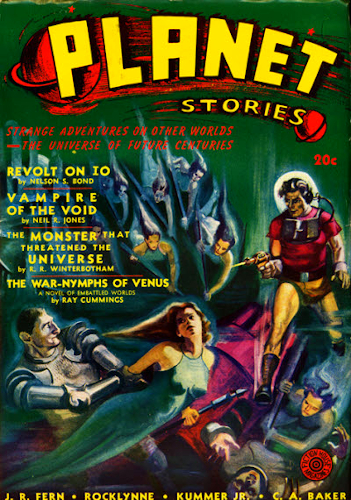 PLANET
STORIES
STRANGE ADVENTURES ON OTHER WORLDS
—THE UNIVERSE OF FUTURE CENTURIES
20c
REVOLT ON IO
by NELSON S. BOND
VAMPIRE
OF THE VOID
by NEIL R. JONES
THE MONSTER THAT
THREATENED THE
UNIVERSE
by R. R. WINTERBOTHAM
THE WAR-NYMPHS OF VENUS
A NOVEL OF EMBATTLED WORLDS
by RAY CUMMINGS
J. R. FERN • ROCKLYNNE • KUMMER JR. • C. A. BAKER